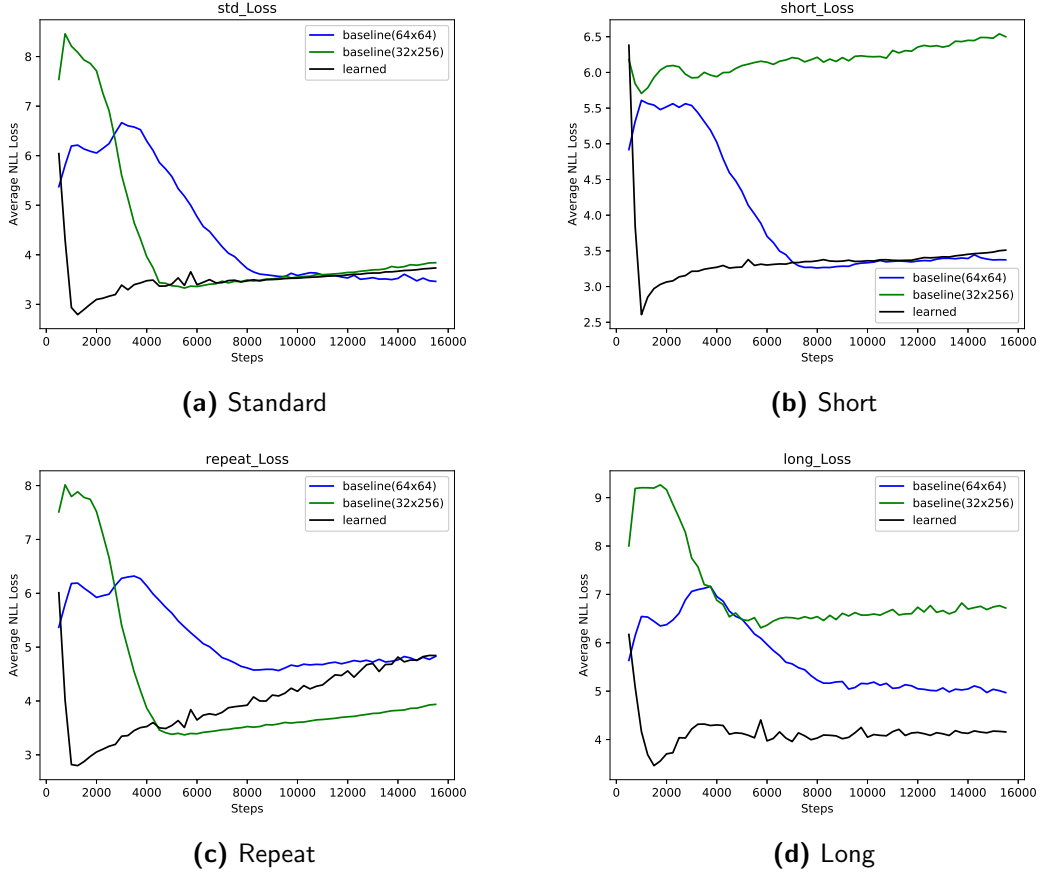 std_Loss
Average NLL Loss
8
7
6
5
4
3
0 2000 4000 6000 8000 10000 12000 14000 16000
Steps
baseline(64x64)
baseline(32x256)
learned
(a) Standard
short_Loss
Average NLL Loss
6.5
6.0
5.5
5.0
4.5
4.0
3.5
3.0
2.5
0 2000 4000 6000 8000 10000 12000 14000 16000
Steps
baseline(64x64)
baseline(32x256)
learned
(b) Short
repeat_Loss
Average NLL Loss
8
7
6
5
4
3
0 2000 4000 6000 8000 10000 12000 14000 16000
Steps
baseline(64x64)
baseline(32x256)
learned
(c) Repeat
long_Loss
Average NLL Loss
9
8
7
6
5
4
0 2000 4000 6000 8000 10000 12000 14000 16000
Steps
baseline(64x64)
baseline(32x256)
learned
(d) Long